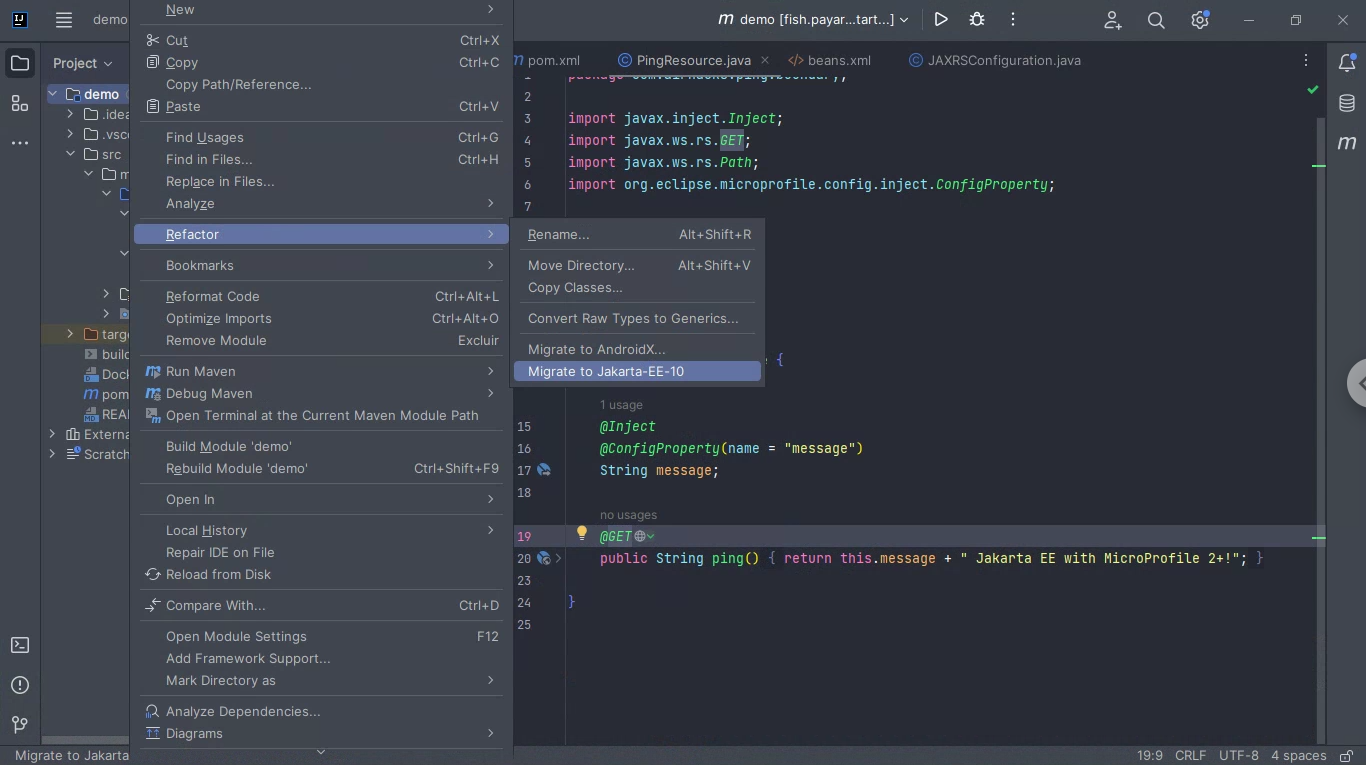 IJ
demo
demo [fish.payar...tart...]
Project
pom.xml
PingResource.java
beans.xml
JAXRSConfiguration.java
demo
.idea
.vsc
src
m
targe
build
Dock
pom
REA
Externa
Scratch
New
Cut Ctrl+X
Copy Ctrl+C
Copy Path/Reference...
Paste Ctrl+V
Find Usages Ctrl+G
Find in Files... Ctrl+H
Replace in Files...
Analyze
Refactor
Bookmarks
Reformat Code Ctrl+Alt+L
Optimize Imports Ctrl+Alt+O
Remove Module Excluir
Run Maven
Debug Maven
Open Terminal at the Current Maven Module Path
Build Module 'demo'
Rebuild Module 'demo' Ctrl+Shift+F9
Open In
Local History
Repair IDE on File
Reload from Disk
Compare With... Ctrl+D
Open Module Settings F12
Add Framework Support...
Mark Directory as
Analyze Dependencies...
Diagrams
Rename... Alt+Shift+R
Move Directory... Alt+Shift+V
Copy Classes...
Convert Raw Types to Generics...
Migrate to AndroidX...
Migrate to Jakarta-EE-10
2
3 import javax.inject.Inject;
4 import javax.ws.rs.GET;
5 import javax.ws.rs.Path;
6 import org.eclipse.microprofile.config.inject.ConfigProperty;
7
{
1 usage
15 @Inject
16 @ConfigProperty(name = "message")
17 String message;
18
no usages
19 @GET
20 public String ping() { return this.message + " Jakarta EE with MicroProfile 2+!"; }
23
24 }
25
Migrate to Jakarta
19:9 CRLF UTF-8 4 spaces